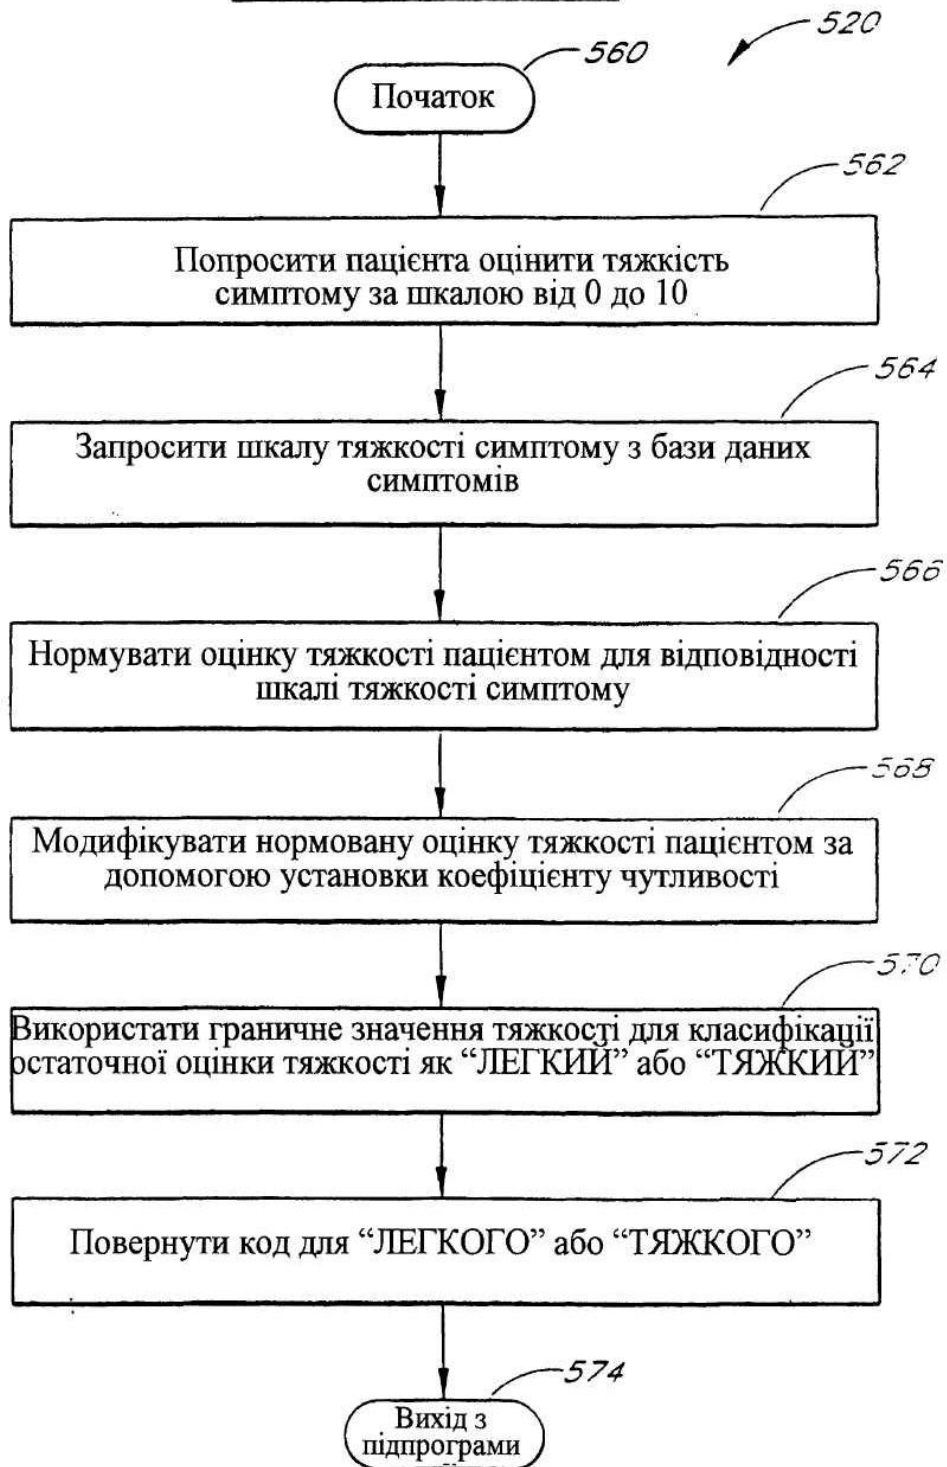 520
560
Початок
562
Попросити пацієнта оцінити тяжкість
симптому за шкалою від 0 до 10
564
Запросити шкалу тяжкості симптому з бази даних
симптомів
566
Нормувати оцінку тяжкості пацієнтом для відповідності
шкалі тяжкості симптому
568
Модифікувати нормовану оцінку тяжкості пацієнтом за
допомогою установки коефіцієнту чутливості
570
Використати граничне значення тяжкості для класифікації
остаточної оцінки тяжкості як “ЛЕГКИЙ” або “ТЯЖКИЙ”
572
Повернути код для “ЛЕГКОГО” або “ТЯЖКОГО”
574
Вихід з
підпрограми